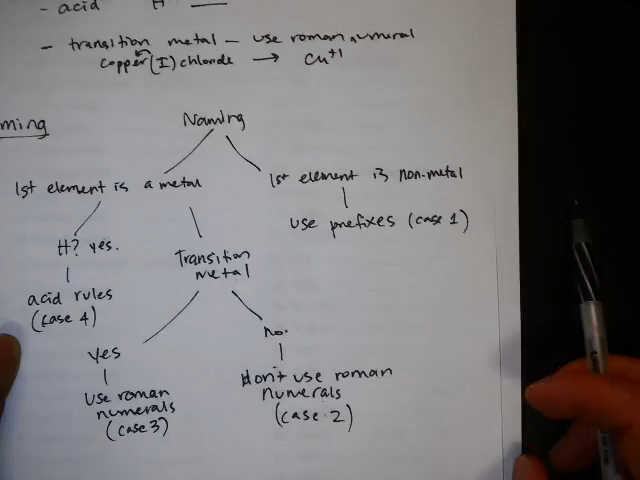 - acid H
- transition metal - use roman numeral
copper(I) chloride → Cu+1
ming
Naming
1st element is a metal
1st element is non-metal
use prefixes (case 1)
H? yes.
Transition
metal
acid rules
(case 4)
yes
no.
use roman
numerals
(case 3)
don't use roman
numerals
(case 2)